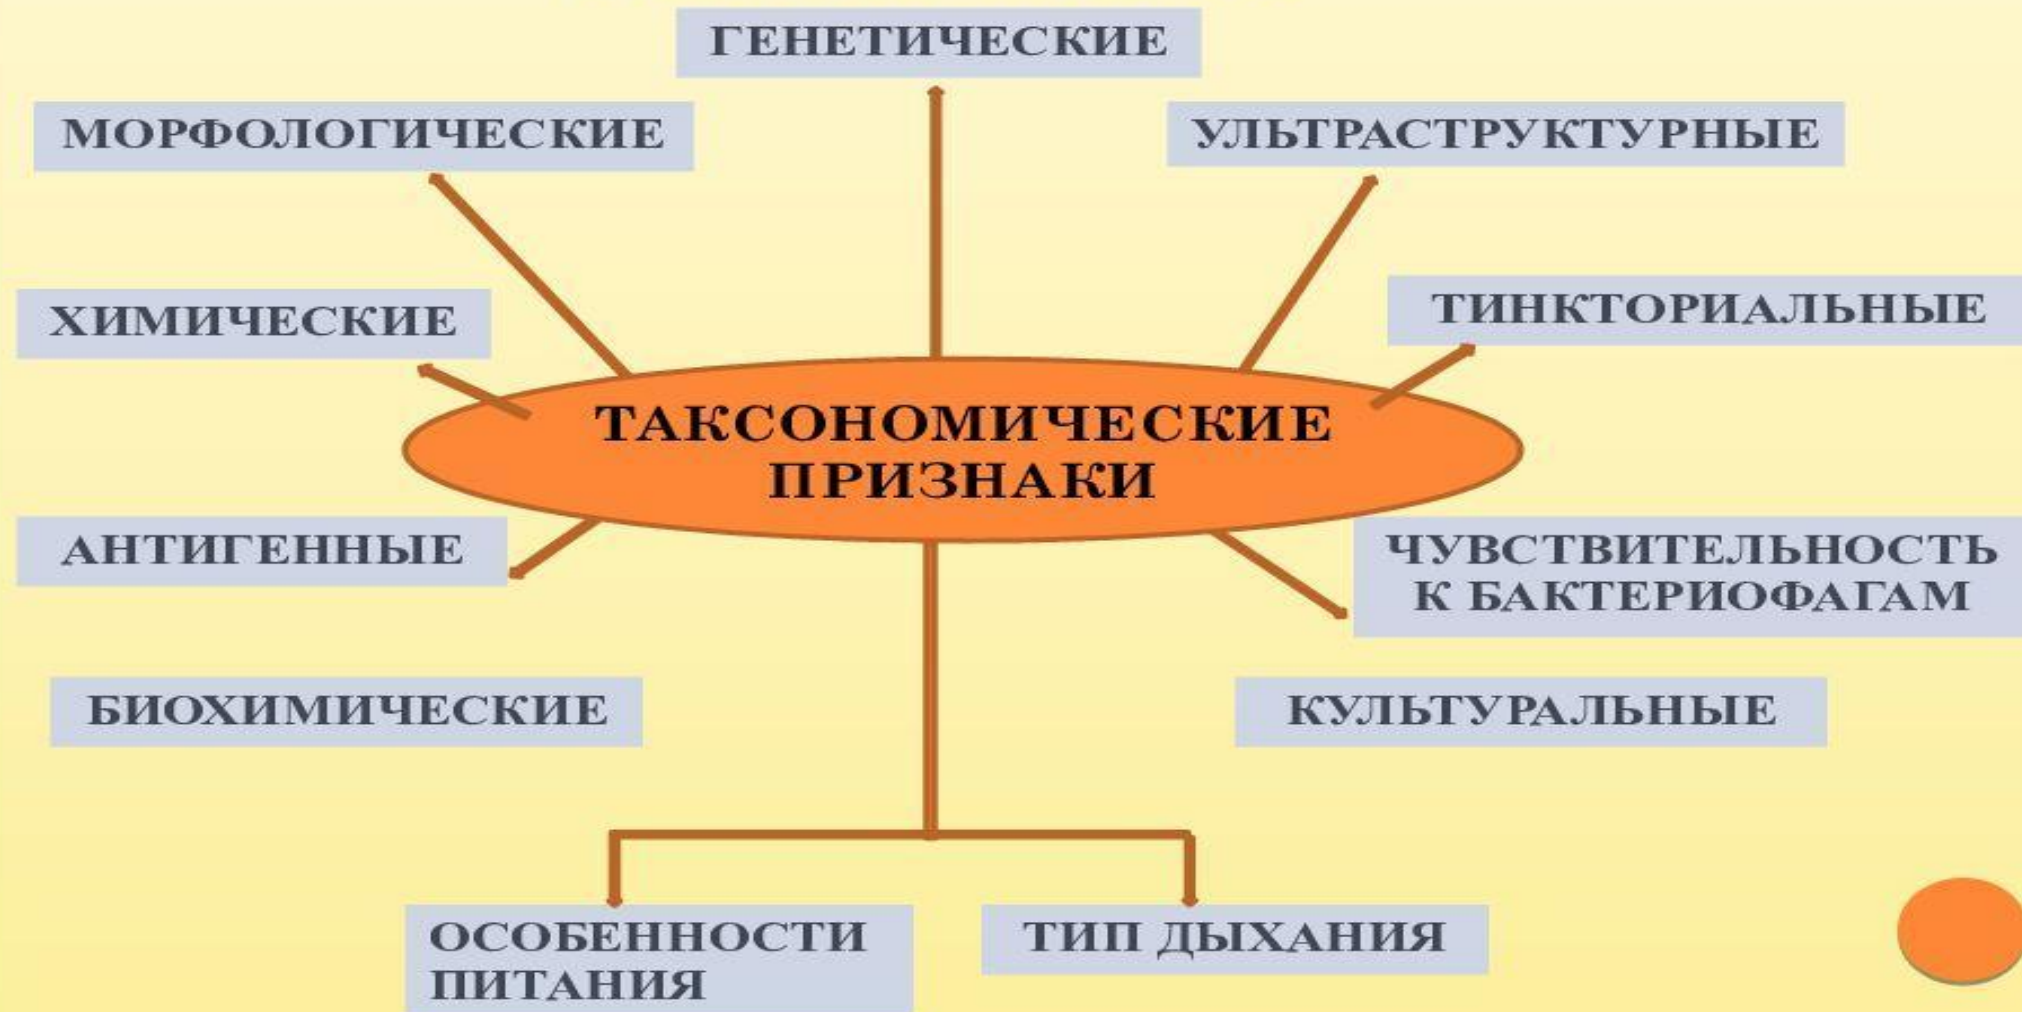 ГЕНЕТИЧЕСКИЕ
МОРФОЛОГИЧЕСКИЕ
УЛЬТРАСТРУКТУРНЫЕ
ХИМИЧЕСКИЕ
ТИНКТОРИАЛЬНЫЕ
ТАКСОНОМИЧЕСКИЕ
ПРИЗНАКИ
АНТИГЕННЫЕ
ЧУВСТВИТЕЛЬНОСТЬ
К БАКТЕРИОФАГАМ
БИОХИМИЧЕСКИЕ
КУЛЬТУРАЛЬНЫЕ
ОСОБЕННОСТИ
ПИТАНИЯ
ТИП ДЫХАНИЯ